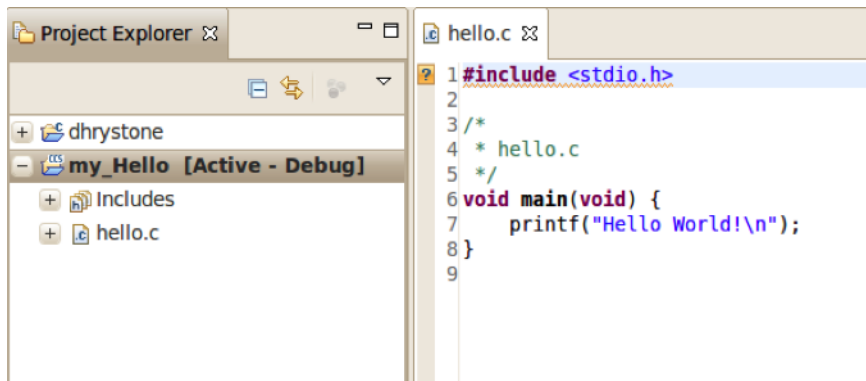 Project Explorer
dhrystone
my_Hello [Active - Debug]
Includes
hello.c
hello.c
1 #include <stdio.h>
2
3 /*
4  * hello.c
5  */
6 void main(void) {
7     printf("Hello World!\n");
8 }
9